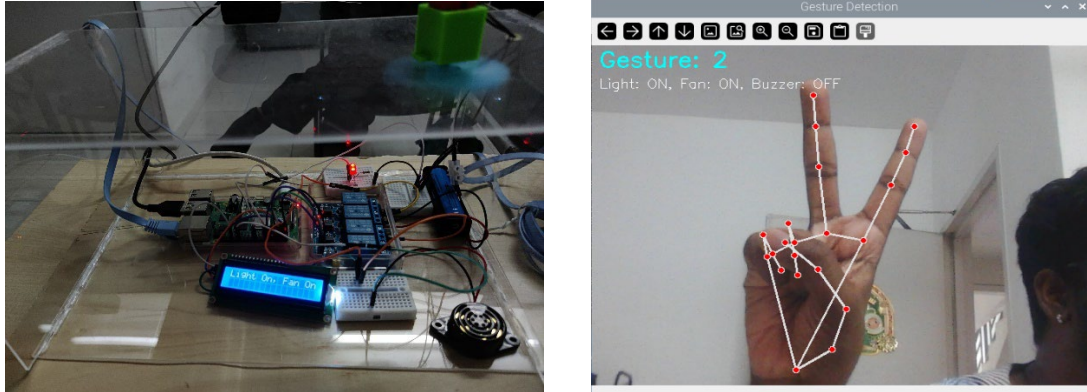 Light On, Fan On
Gesture Detection
Gesture: 2
Light: ON, Fan: ON, Buzzer: OFF